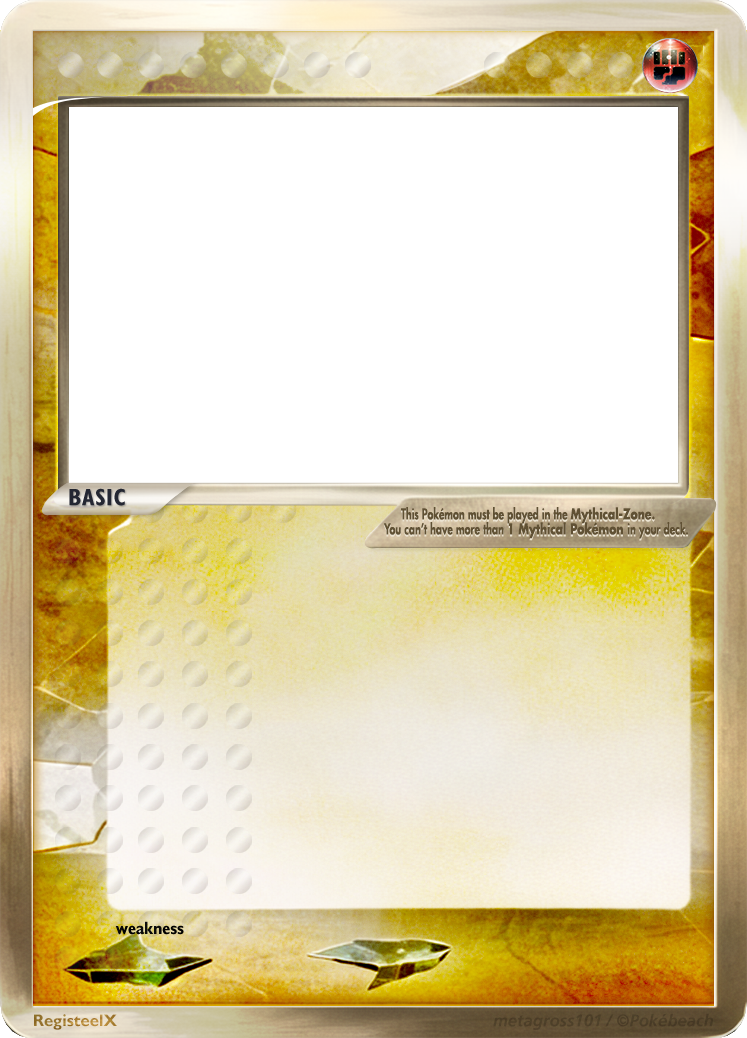 BASIC
This Pokémon must be played in the Mythical-Zone.
You can't have more than 1 Mythical Pokémon in your deck.
weakness
RegisteelX
metagross101 / ©Pokébeach